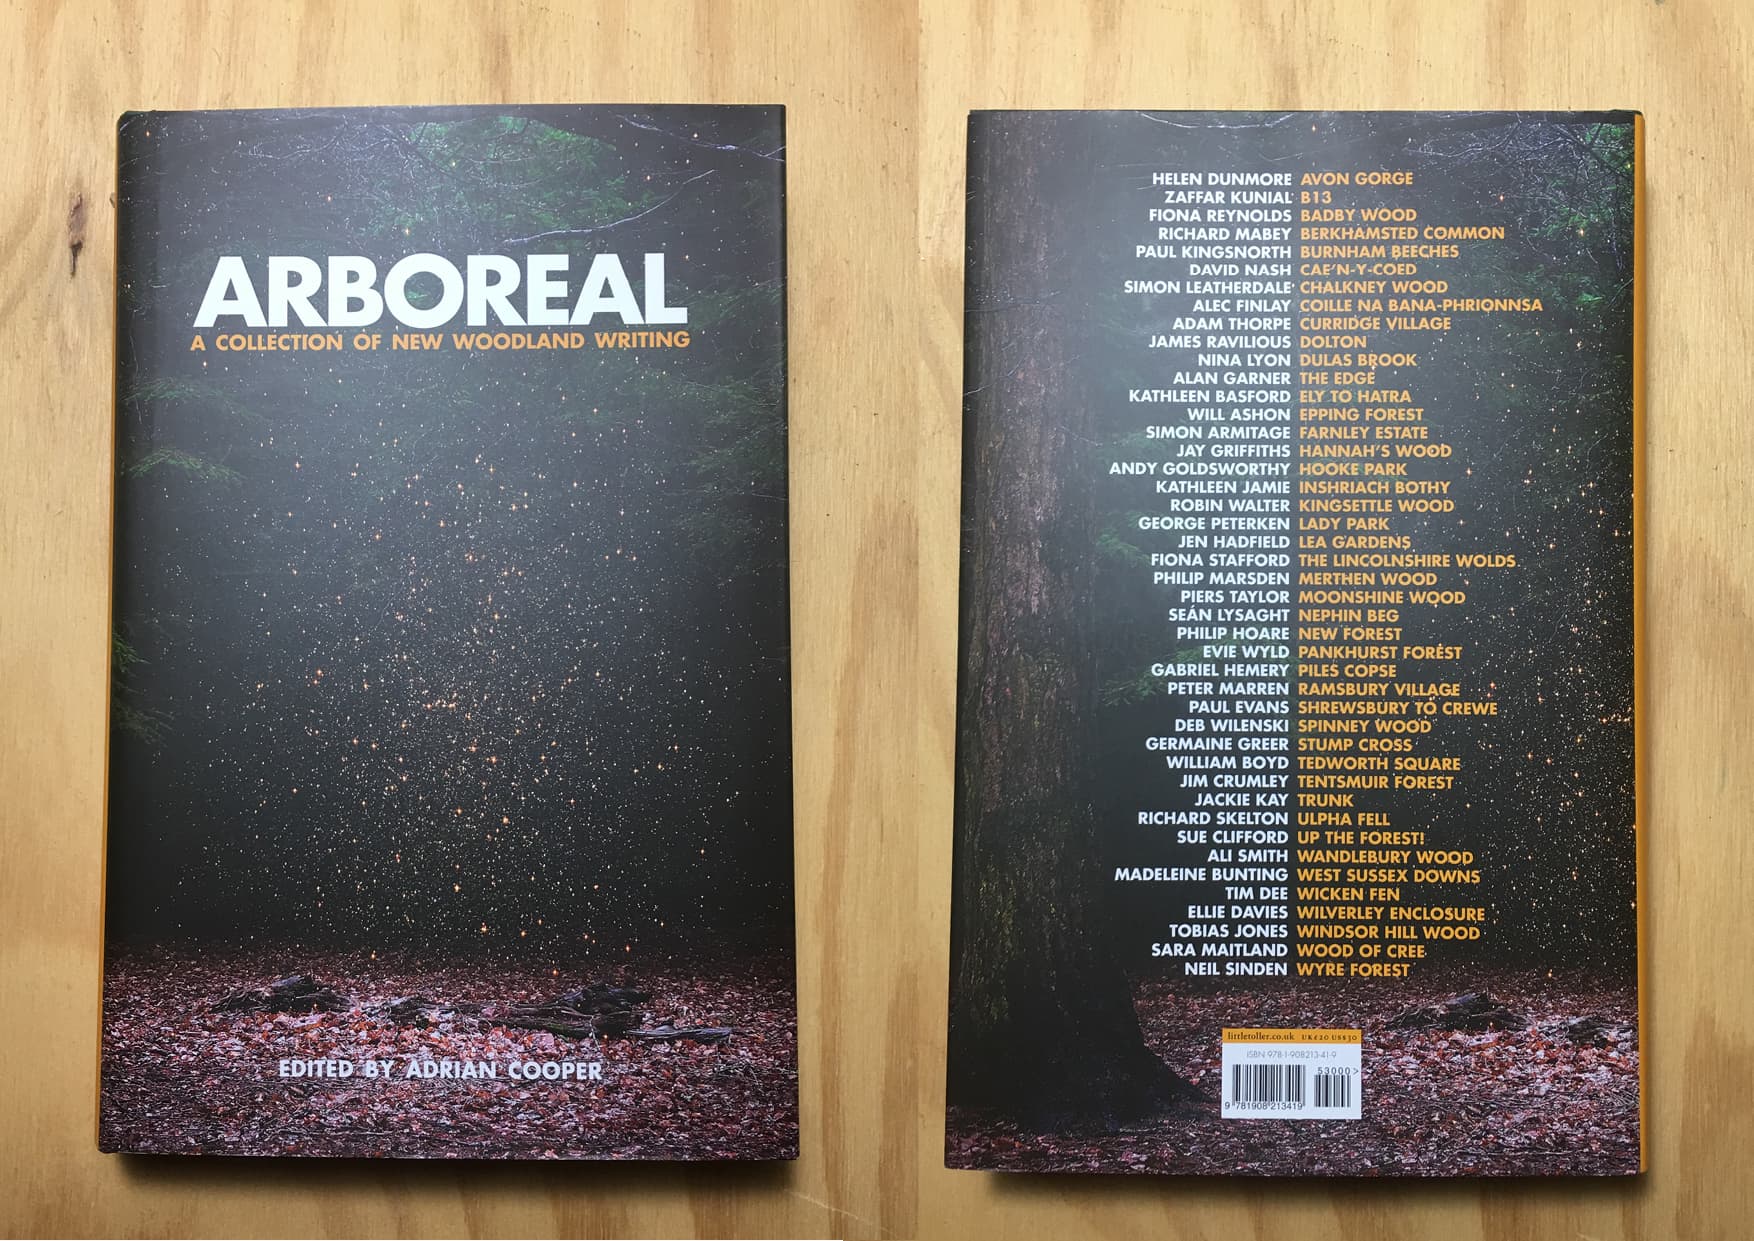 ARBOREAL
A COLLECTION OF NEW WOODLAND WRITING
EDITED BY ADRIAN COOPER
HELEN DUNMORE AVON GORGE
ZAFFAR KUNIAL B13
FIONA REYNOLDS BADBY WOOD
RICHARD MABEY BERKHAMSTED COMMON
PAUL KINGSNORTH BURNHAM BEECHES
DAVID NASH CAE'N-Y-COED
SIMON LEATHERDALE CHALKNEY WOOD
ALEC FINLAY COILLE NA BANA-PHRIONNSA
ADAM THORPE CURRIDGE VILLAGE
JAMES RAVILIOUS DOLTON
NINA LYON DULAS BROOK
ALAN GARNER THE EDGE
KATHLEEN BASFORD ELY TO HATRA
WILL ASHON EPPING FOREST
SIMON ARMITAGE FARNLEY ESTATE
JAY GRIFFITHS HANNAH'S WOOD
ANDY GOLDSWORTHY HOOKE PARK
KATHLEEN JAMIE INSHRIACH BOTHY
ROBIN WALTER KINGSETTLE WOOD
GEORGE PETERKEN LADY PARK
JEN HADFIELD LEA GARDENS
FIONA STAFFORD THE LINCOLNSHIRE WOLDS
PHILIP MARSDEN MERTHEN WOOD
PIERS TAYLOR MOONSHINE WOOD
SEÁN LYSAGHT NEPHIN BEG
PHILIP HOARE NEW FOREST
EVIE WYLD PANKHURST FOREST
GABRIEL HEMERY PILES COPSE
PETER MARREN RAMSBURY VILLAGE
PAUL EVANS SHREWSBURY TO CREWE
DEB WILENSKI SPINNEY WOOD
GERMAINE GREER STUMP CROSS
WILLIAM BOYD TEDWORTH SQUARE
JIM CRUMLEY TENTSMUIR FOREST
JACKIE KAY TRUNK
RICHARD SKELTON ULPHA FELL
SUE CLIFFORD UP THE FOREST!
ALI SMITH WANDLEBURY WOOD
MADELEINE BUNTING WEST SUSSEX DOWNS
TIM DEE WICKEN FEN
ELLIE DAVIES WILVERLEY ENCLOSURE
TOBIAS JONES WINDSOR HILL WOOD
SARA MAITLAND WOOD OF CREE
NEIL SINDEN WYRE FOREST
littletoller.co.uk UK£20 US$30
ISBN 978-1-908213-41-9
53000>
9 781908 213419